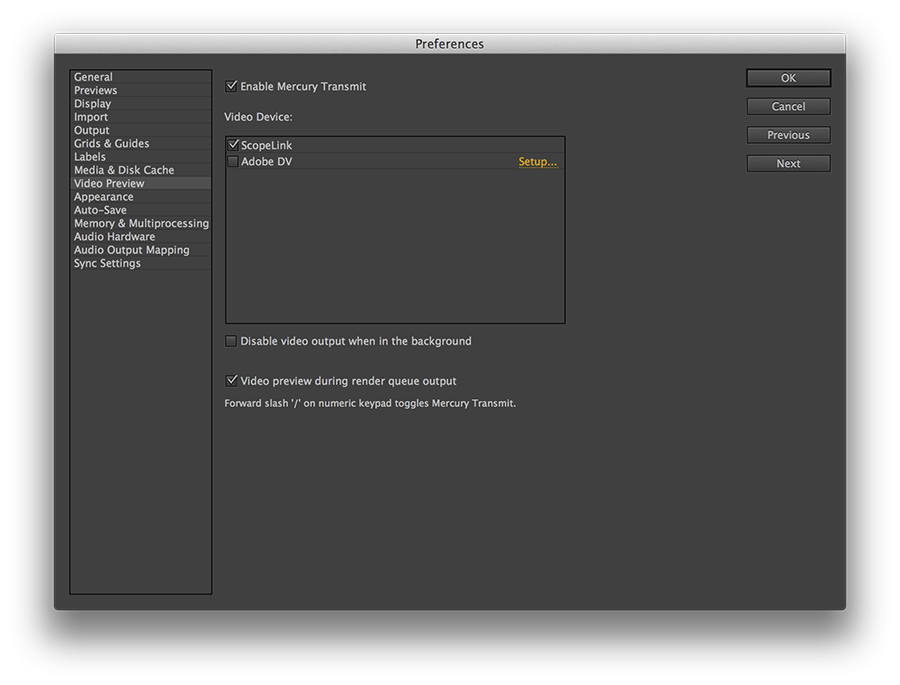 Preferences
General
Previews
Display
Import
Output
Grids & Guides
Labels
Media & Disk Cache
Video Preview
Appearance
Auto-Save
Memory & Multiprocessing
Audio Hardware
Audio Output Mapping
Sync Settings
Enable Mercury Transmit
Video Device:
ScopeLink
Adobe DV Setup...
Disable video output when in the background
Video preview during render queue output
Forward slash '/' on numeric keypad toggles Mercury Transmit.
OK
Cancel
Previous
Next